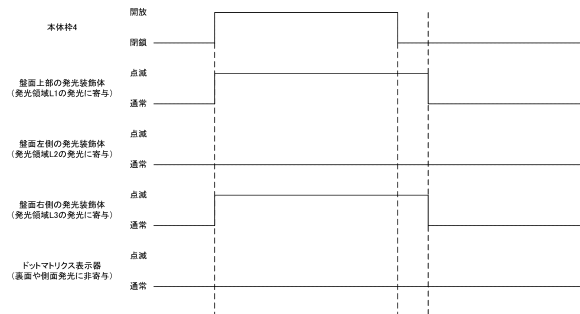 開放
本体枠4
閉鎖
点滅
盤面上部の発光装飾体
(発光領域L1の発光に寄与)
通常
点滅
盤面左側の発光装飾体
(発光領域L2の発光に寄与)
通常
点滅
盤面右側の発光装飾体
(発光領域L3の発光に寄与)
通常
点滅
ドットマトリクス表示器
(裏面や側面発光に非寄与)
通常